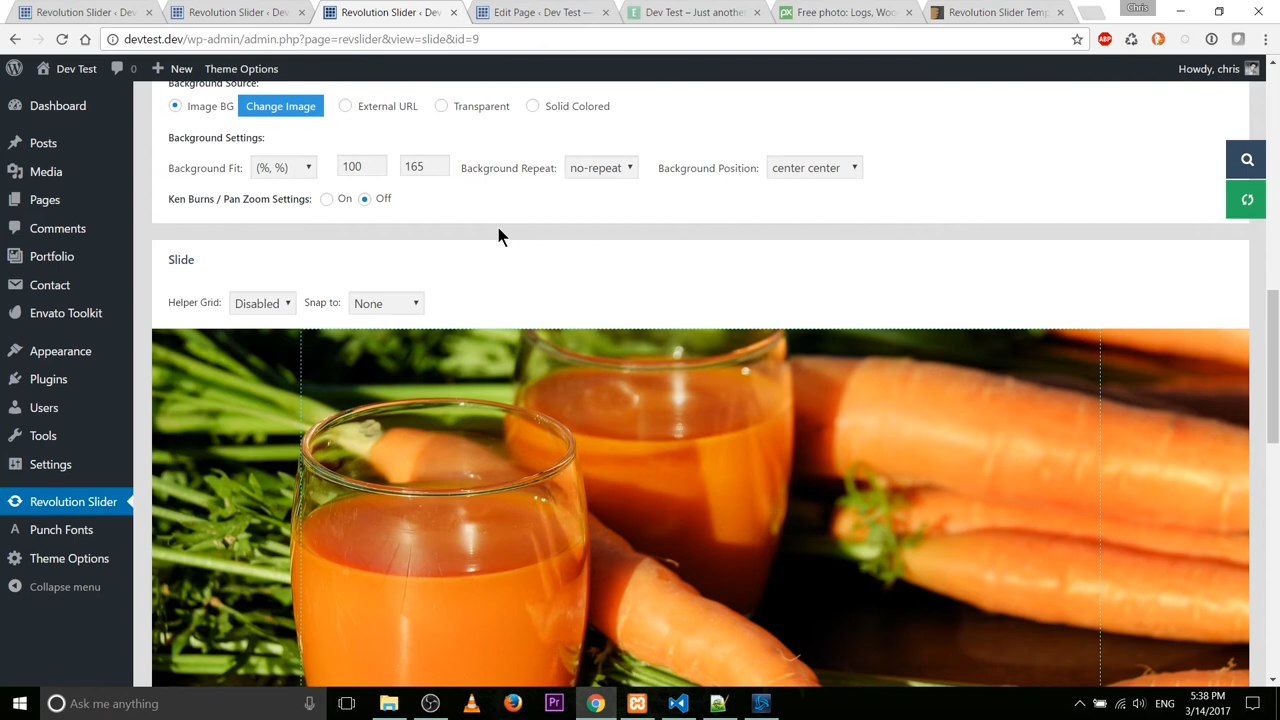 Revolution Slider ‹ Dev
Revolution Slider ‹ Dev
Revolution Slider ‹ Dev
Edit Page ‹ Dev Test —
Dev Test – Just anothe
Free photo: Logs, Woo
Revolution Slider Temp
Chris
devtest.dev/wp-admin/admin.php?page=revslider&view=slide&id=9
ABP
Dev Test
0
New
Theme Options
Howdy, chris
Dashboard
Posts
Media
Pages
Comments
Portfolio
Contact
Envato Toolkit
Appearance
Plugins
Users
Tools
Settings
Revolution Slider
Punch Fonts
Theme Options
Collapse menu
Background Source:
Image BG Change Image External URL Transparent Solid Colored
Background Settings:
Background Fit: (%, %) 100 165 Background Repeat: no-repeat Background Position: center center
Ken Burns / Pan Zoom Settings: On Off
Slide
Helper Grid: Disabled Snap to: None
Ask me anything
Pr
ENG
5:38 PM
3/14/2017